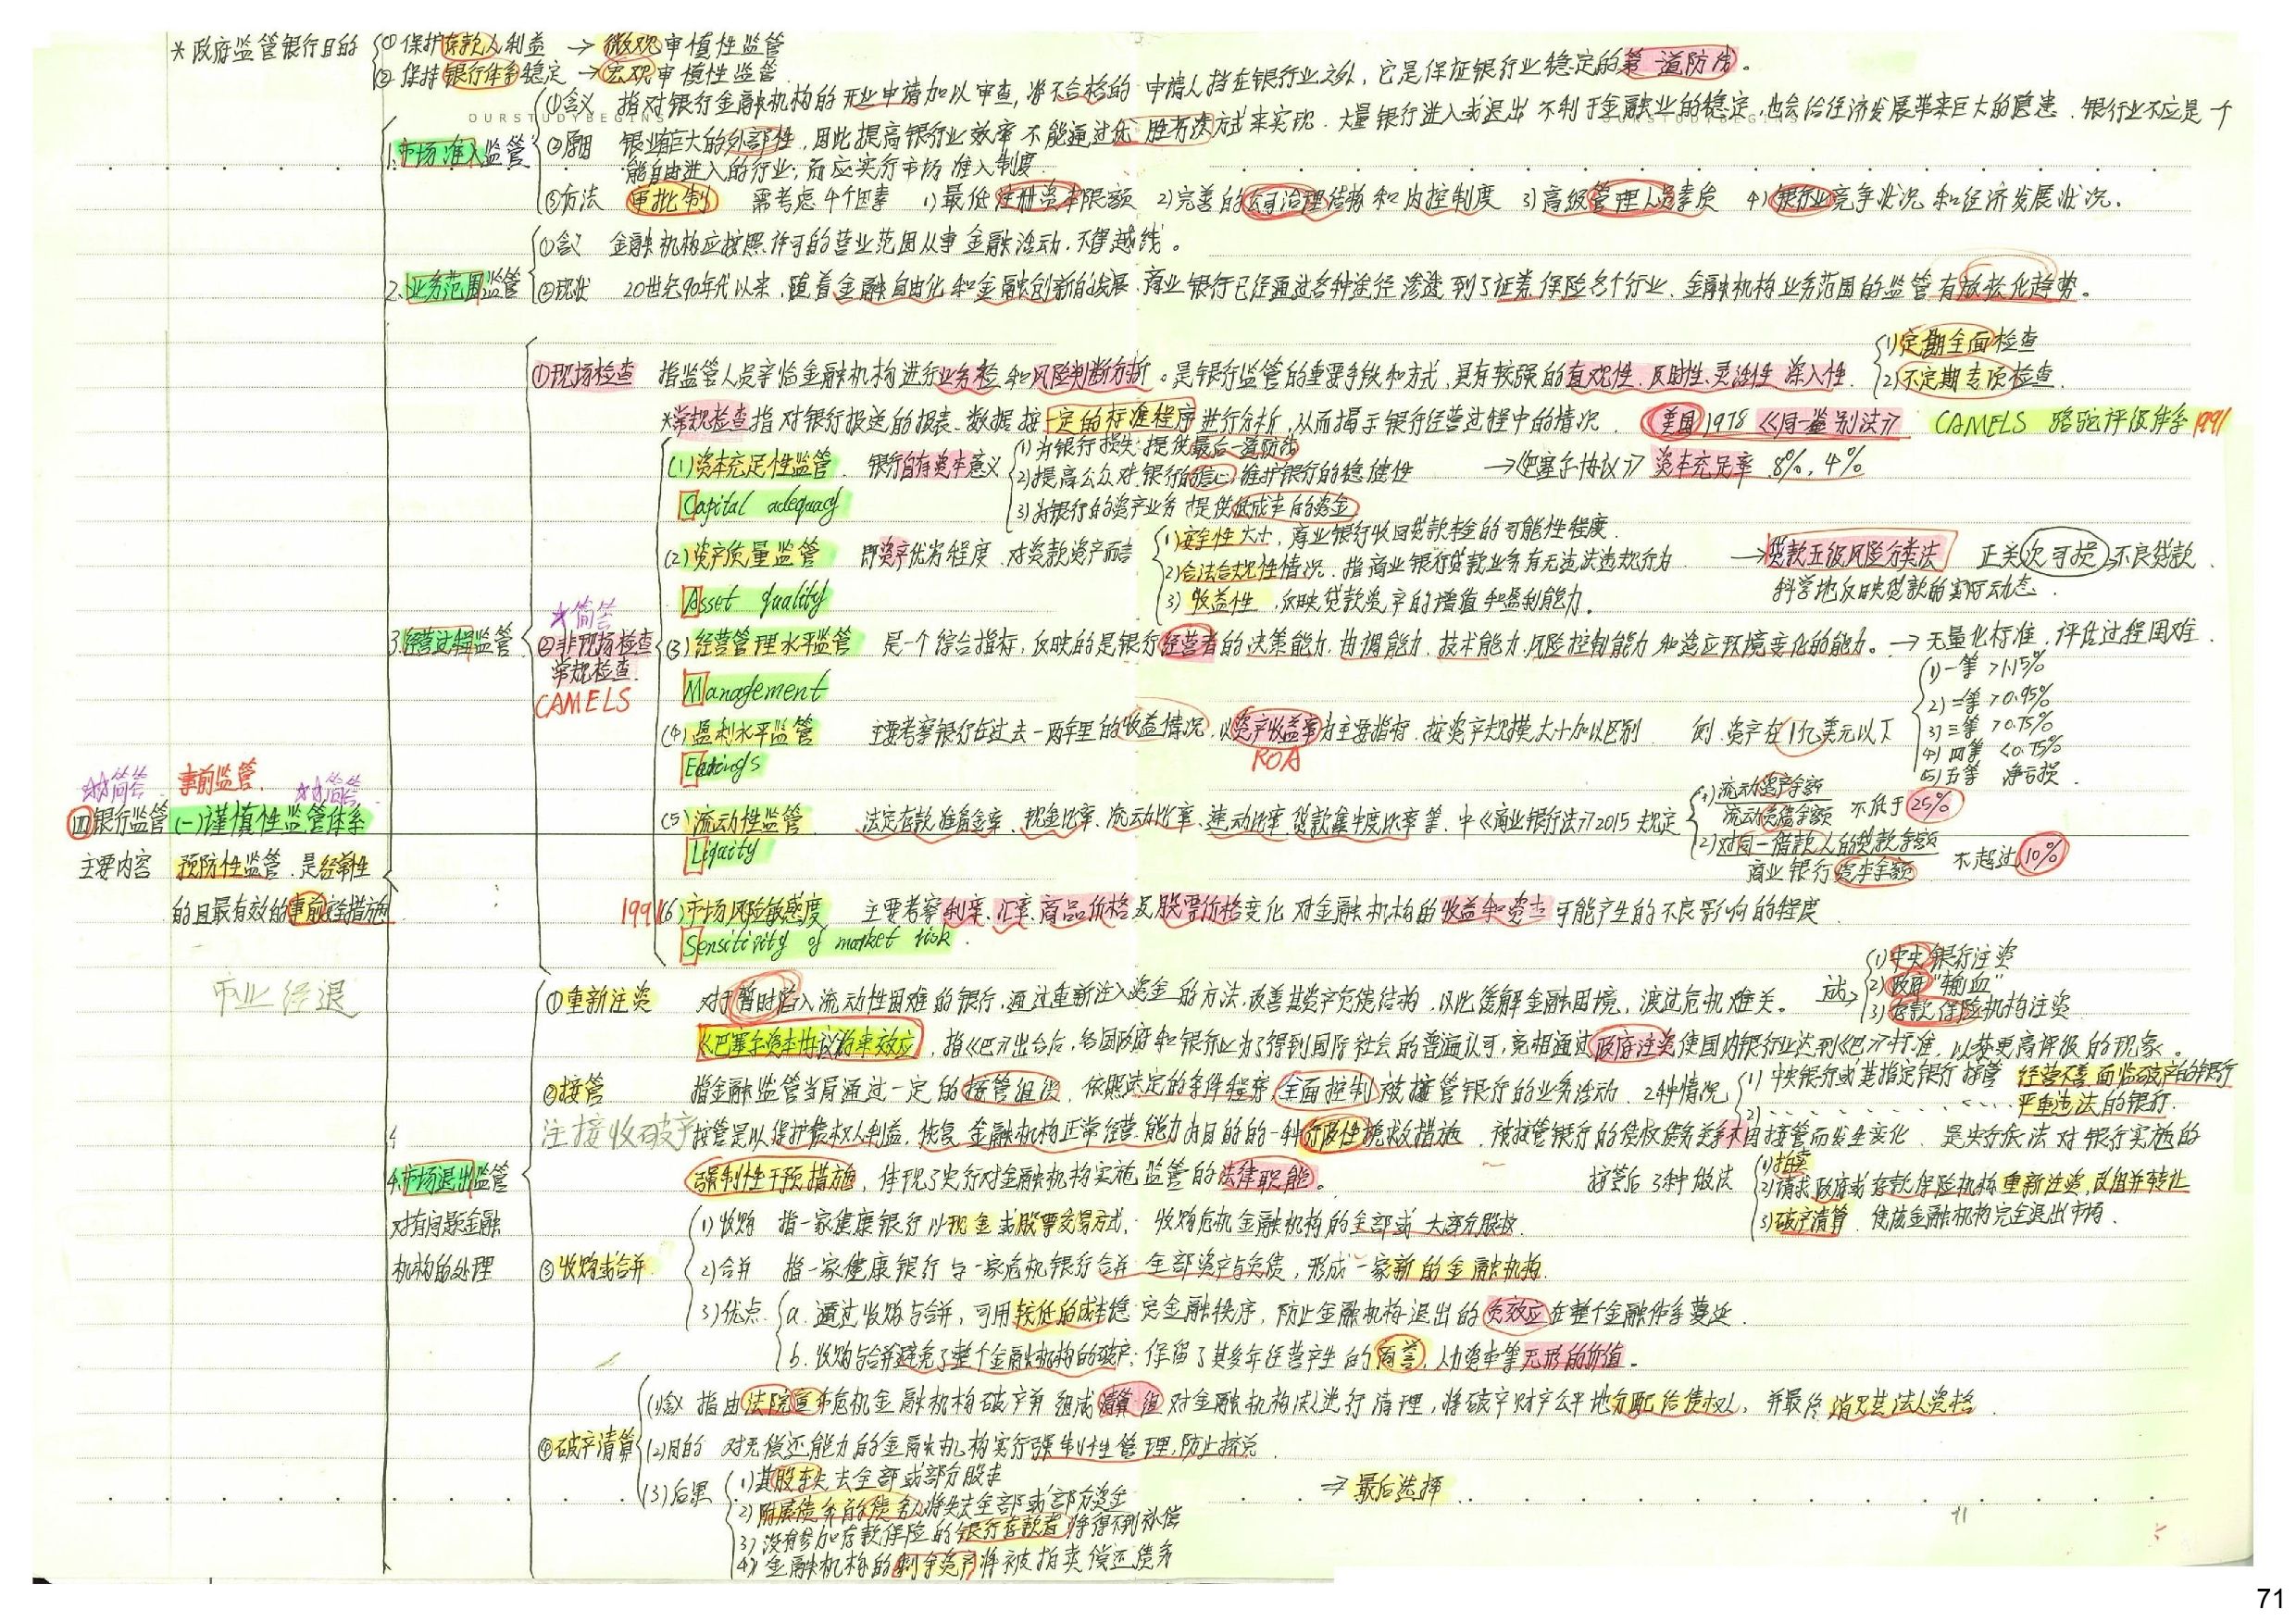 *政府监管银行目的 ①保护存款人利益 → 微观审慎性监管
②保持银行体系稳定 → 宏观审慎性监管
OURSTUDYBEGINS
OURSTUDYBEGINS
1.市场准入监管
①含义 指对银行金融机构的开业申请加以审查,将不合格的申请人挡在银行业之外,它是保证银行业稳定的第一道防线。
②原因 银业有巨大的外部性,因此提高银行业效率不能通过优胜劣汰方式来实现.大量银行进入或退出不利于金融业的稳定,也会给经济发展带来巨大的隐患.银行业不应是一个
能自由进入的行业;而应实行市场准入制度.
③方法 审批制 需考虑4个因素 1)最低注册资本限额 2)完善的公司治理结构和内控制度 3)高级管理人员素质 4)银行业竞争状况和经济发展状况.
2.业务范围监管
①含义 金融机构应按照许可的营业范围从事金融活动.不得越线。
②现状 20世纪90年代以来,随着金融自由化和金融创新的发展.商业银行已经通过各种途径渗透到了证券保险各个行业.金融机构业务范围的监管有放松化趋势。
3.经营过程监管
①现场检查 指监管人员亲临金融机构进行业务检和风险判断分析。是银行监管的重要手段和方式,具有较强的直观性、及时性、灵活性深入性.
1)定期全面检查
2)不定期专项检查.
*常规检查指对银行报送的报表、数据按一定的标准程序进行分析,从而揭示银行经营过程中的情况. 美国1978《同一鉴别法》 CAMELS 骆驼评级体系1991
★简答
②非现场检查
常规检查.
CAMELS
(1)资本充足性监管. 银行自有资本意义
Capital adequacy
1)为银行损失提供最后一道防线
2)提高公众对银行的信心,维护银行的稳健性
3)为银行的资产业务提供低成本的资金
→《巴塞尔协议》资本充足率 8%、4%
(2)资产质量监管 即资产优劣程度.对贷款资产而言
Asset quality
1)安全性大小,商业银行收回贷款本金的可能性程度.
2)合法合规性情况.指商业银行贷款业务有无违法违规行为
3)收益性.反映贷款资产的增值和盈利能力.
→贷款五级风险分类法 正关次可损→不良贷款.
科学地反映贷款的实际动态.
(3)经营管理水平监管 是一个综合指标,反映的是银行经营者的决策能力、协调能力、技术能力、风险控制能力和适应环境变化的能力。→无量化标准,评估过程困难.
Management
(4)盈利水平监管 主要考察银行在过去一两年里的收益情况,以资产收益率为主要指标.按资产规模大小加以区别 例.资产在1亿美元以下
ROA
1)一等 >1.15%
2)二等 >0.95%
3)三等 >0.75%
4)四等 <0.75%
5)五等 净亏损.
(5)流动性监管 法定存款准备金率、现金比率、流动比率、速动比率、贷款集中度比率等.中《商业银行法》2015规定
1)流动资产余额
流动负债余额 不低于25%
2)对同一借款人的贷款余额
商业银行资本余额 不超过10%
1991 (6)市场风险敏感度 主要考察利率、汇率、商品价格及股票价格变化对金融机构的收益和资本可能产生的不良影响的程度
Sensitivity of market risk.
★★简答 事前监管. ★★简答
四银行监管 (一)谨慎性监管体系
主要内容 预防性监管.是经常性
的且最有效的事前安全措施
市业经退
4.市场退出监管
对有问题金融
机构的处理
①重新注资 对于暂时陷入流动性困难的银行,通过重新注入资金的方法,改善其资产负债结构.以此缓解金融困境,渡过危机难关。 方式→
1)中央银行注资
2)政府"输血"
3)存款保险机构注资
《巴塞尔资本协议》约束效应,指《巴》出台后,各国政府和银行业为了得到国际社会的普遍认可,竞相通过政府注资使国内银行业达到《巴》标准,以获更高评级的现象。
②接管 指金融监管当局通过一定的接管组织,依照法定的条件程序,全面控制被接管银行的业务活动. 2种情况
1)中央银行或其指定银行接管经营不善面临破产的银行
2)…… 严重违法的银行.
注接收破产
接管是以保护债权人利益,恢复金融机构正常经营能力为目的的一种行政性挽救措施.被接管银行的债权债务关系不因接管而发生变化.是央行依法对银行实施的
强制性干预措施,体现了央行对金融机构实施监管的法律职能。
接管后3种做法
1)拍卖
2)请求政府或存款保险机构重新注资,改组并转让
3)破产清算.使该金融机构完全退出市场.
③收购或合并
1)收购 指一家健康银行以现金或股票交易方式,收购危机金融机构的全部或大部分股权.
2)合并 指一家健康银行与一家危机银行合并全部资产与负债,形成一家新的金融机构.
3)优点 a.通过收购与合并,可用较低的成本稳定金融秩序,防止金融机构退出的负效应在整个金融体系蔓延.
b.收购与合并避免了整个金融机构的破产;保留了其多年经营产生的商誉,人力资本等无形的价值。
④破产清算
(1)含义 指由法院宣布危机金融机构破产并组成清算组对金融机构进行清理,将破产财产公平地分配给债权人,并最终消灭其法人资格.
(2)目的 对无偿还能力的金融机构实行强制性管理,防止挤兑.
(3)后果
1)其股东失去全部或部分股本
2)附属债务的债务人将失去全部或部分资金
3)没有参加存款保险的银行存款者将得不到补偿
4)金融机构的剩余资产将被拍卖偿还债务
⇒最后选择
71